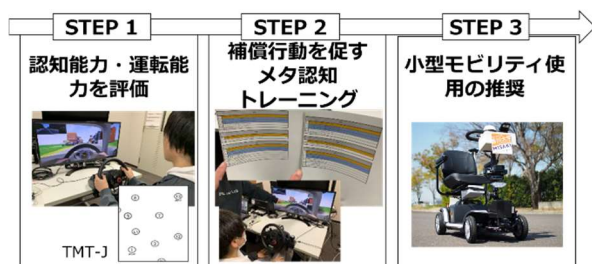 STEP 1
認知能力・運転能
力を評価
TMT-J
STEP 2
補償行動を促す
メタ認知
トレーニング
STEP 3
小型モビリティ使
用の推奨